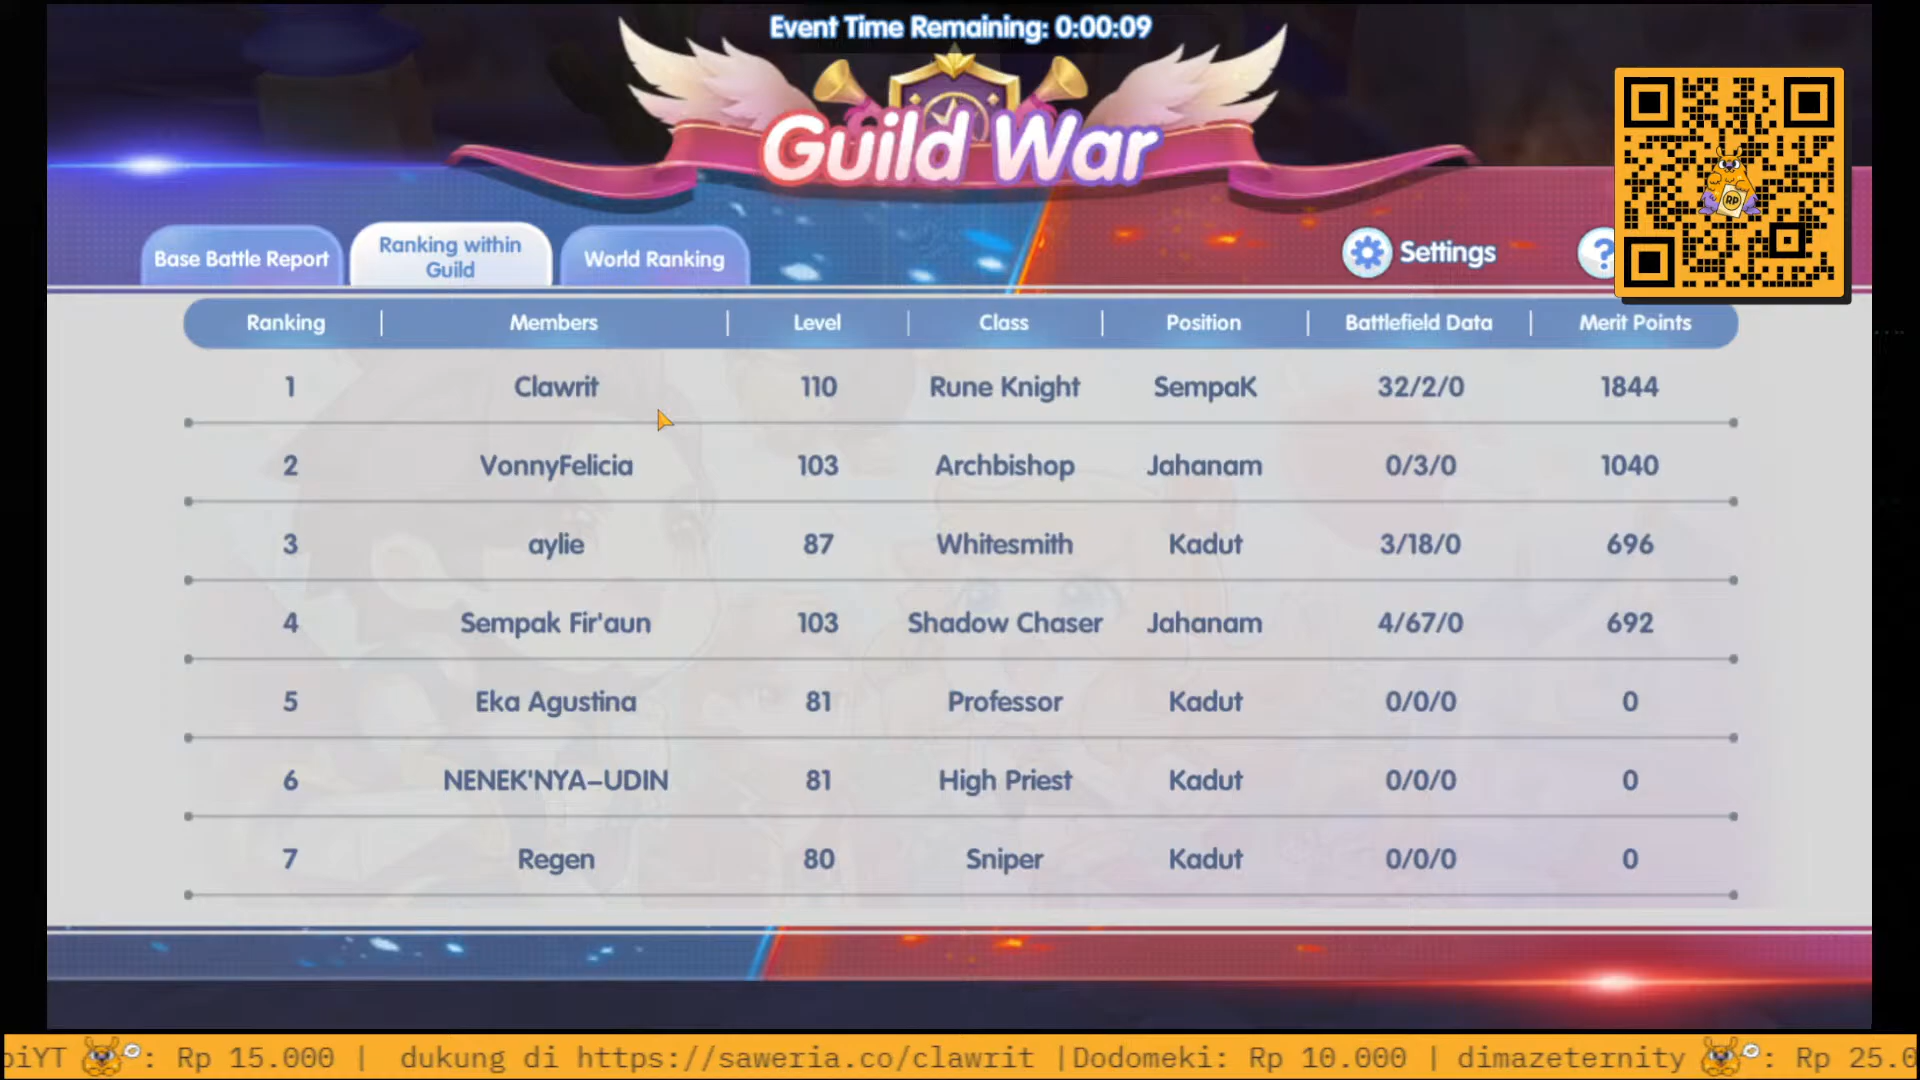 Event Time Remaining: 0:00:09
Guild War
Base Battle Report
Ranking within
Guild
World Ranking
Settings
?
RP
Ranking Members Level Class Position Battlefield Data Merit Points
1 Clawrit 110 Rune Knight SempaK 32/2/0 1844
2 VonnyFelicia 103 Archbishop Jahanam 0/3/0 1040
3 aylie 87 Whitesmith Kadut 3/18/0 696
4 Sempak Fir'aun 103 Shadow Chaser Jahanam 4/67/0 692
5 Eka Agustina 81 Professor Kadut 0/0/0 0
6 NENEK'NYA–UDIN 81 High Priest Kadut 0/0/0 0
7 Regen 80 Sniper Kadut 0/0/0 0
: Rp 15.000 | dukung di https://saweria.co/clawrit |Dodomeki: Rp 10.000 | dimazeternity : Rp